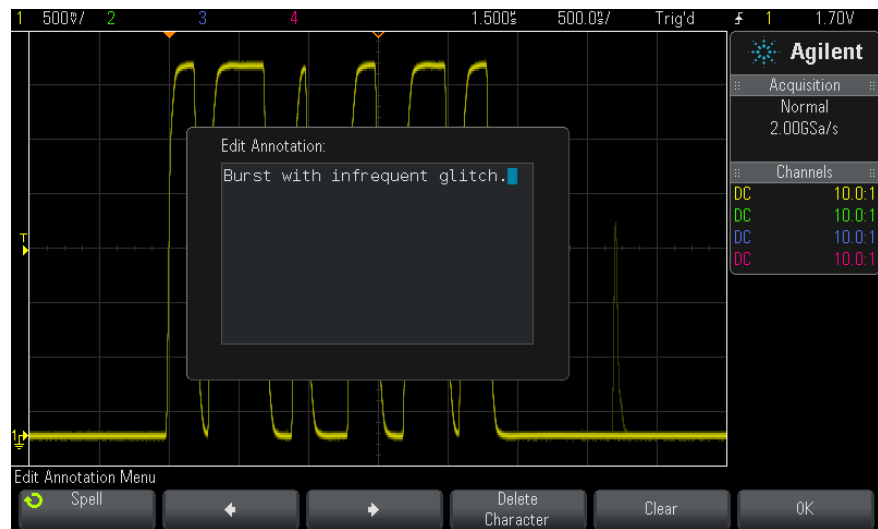 1 500㎷/ 2 3 4 1.500㎲ 500.0㎱/ Trig'd 1 1.70V
Agilent
Acquisition
Normal
2.00GSa/s
Channels
DC 10.0:1
DC 10.0:1
DC 10.0:1
DC 10.0:1
Edit Annotation:
Burst with infrequent glitch.
T
1
Edit Annotation Menu
Spell
Delete
Character
Clear
OK